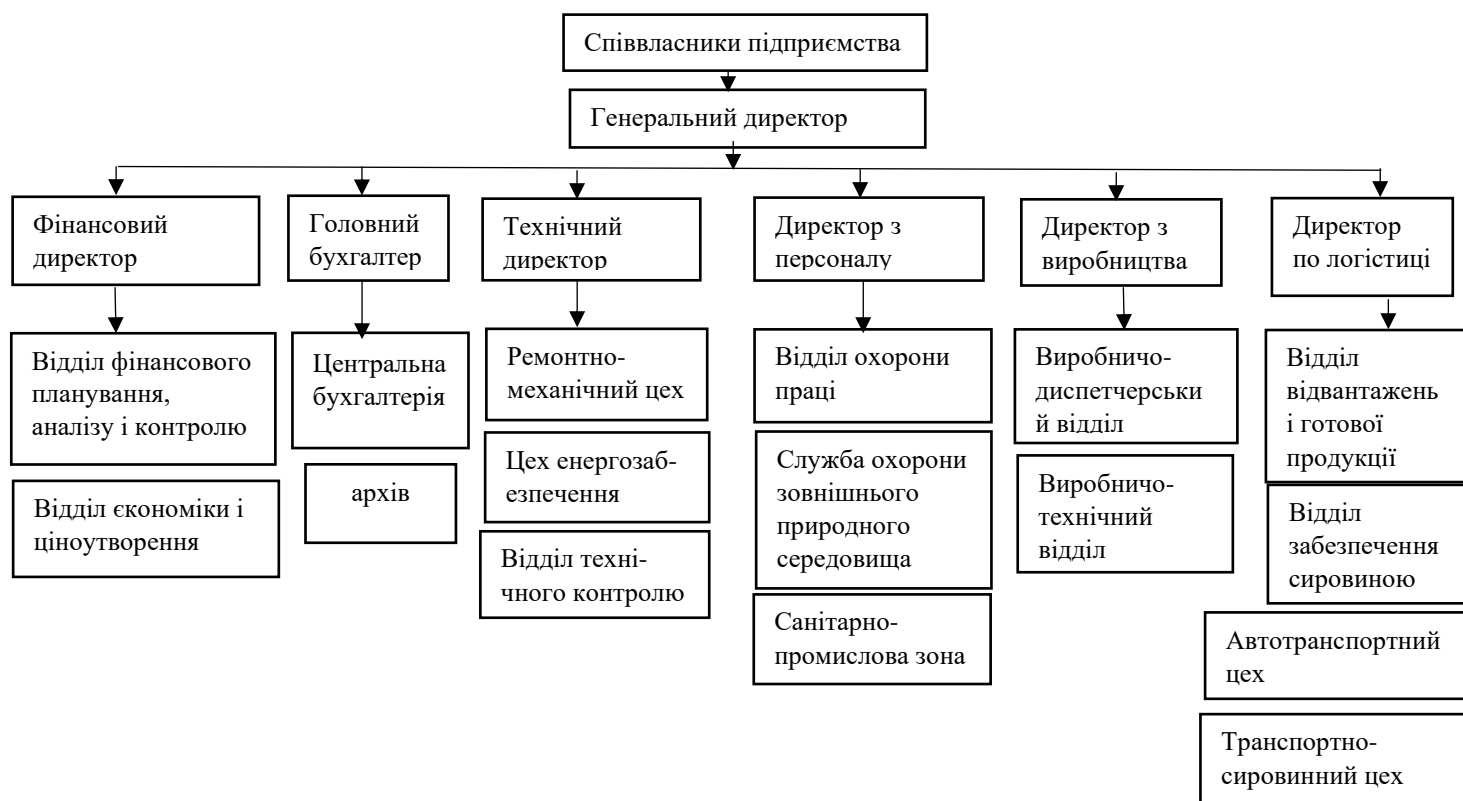 Співвласники підприємства
Генеральний директор
Фінансовий
директор
Головний
бухгалтер
Технічний
директор
Директор з
персоналу
Директор з
виробництва
Директор
по логістиці
Відділ фінансового
планування,
аналізу і контролю
Центральна
бухгалтерія
Ремонтно-
механічний цех
Відділ охорони
праці
Виробничо-
диспетчерськи
й відділ
Відділ
відвантажень
і готової
продукції
Відділ єкономіки і
ціноутворення
архів
Цех енергозаб-
езпечення
Служба охорони
зовнішнього
природного
середовища
Виробничо-
технічний
відділ
Відділ
забезпечення
сировиною
Відділ техні-
чного контролю
Санітарно-
промислова зона
Автотранспортний
цех
Транспортно-
сировинний цех